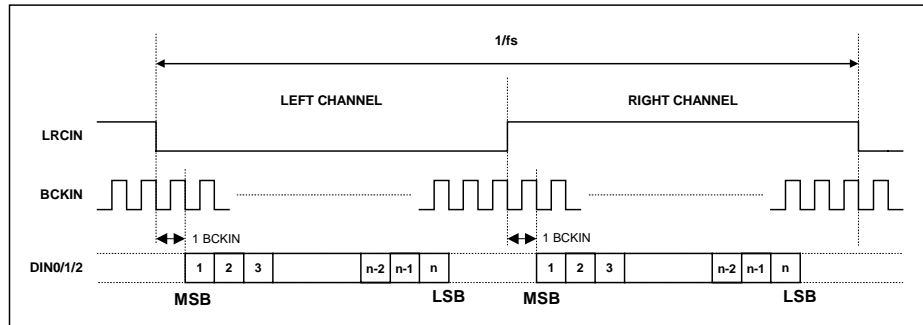 1/fs
LEFT CHANNEL RIGHT CHANNEL
LRCIN
BCKIN
1 BCKIN 1 BCKIN
DIN0/1/2 1 2 3 n-2 n-1 n 1 2 3 n-2 n-1 n
MSB LSB MSB LSB